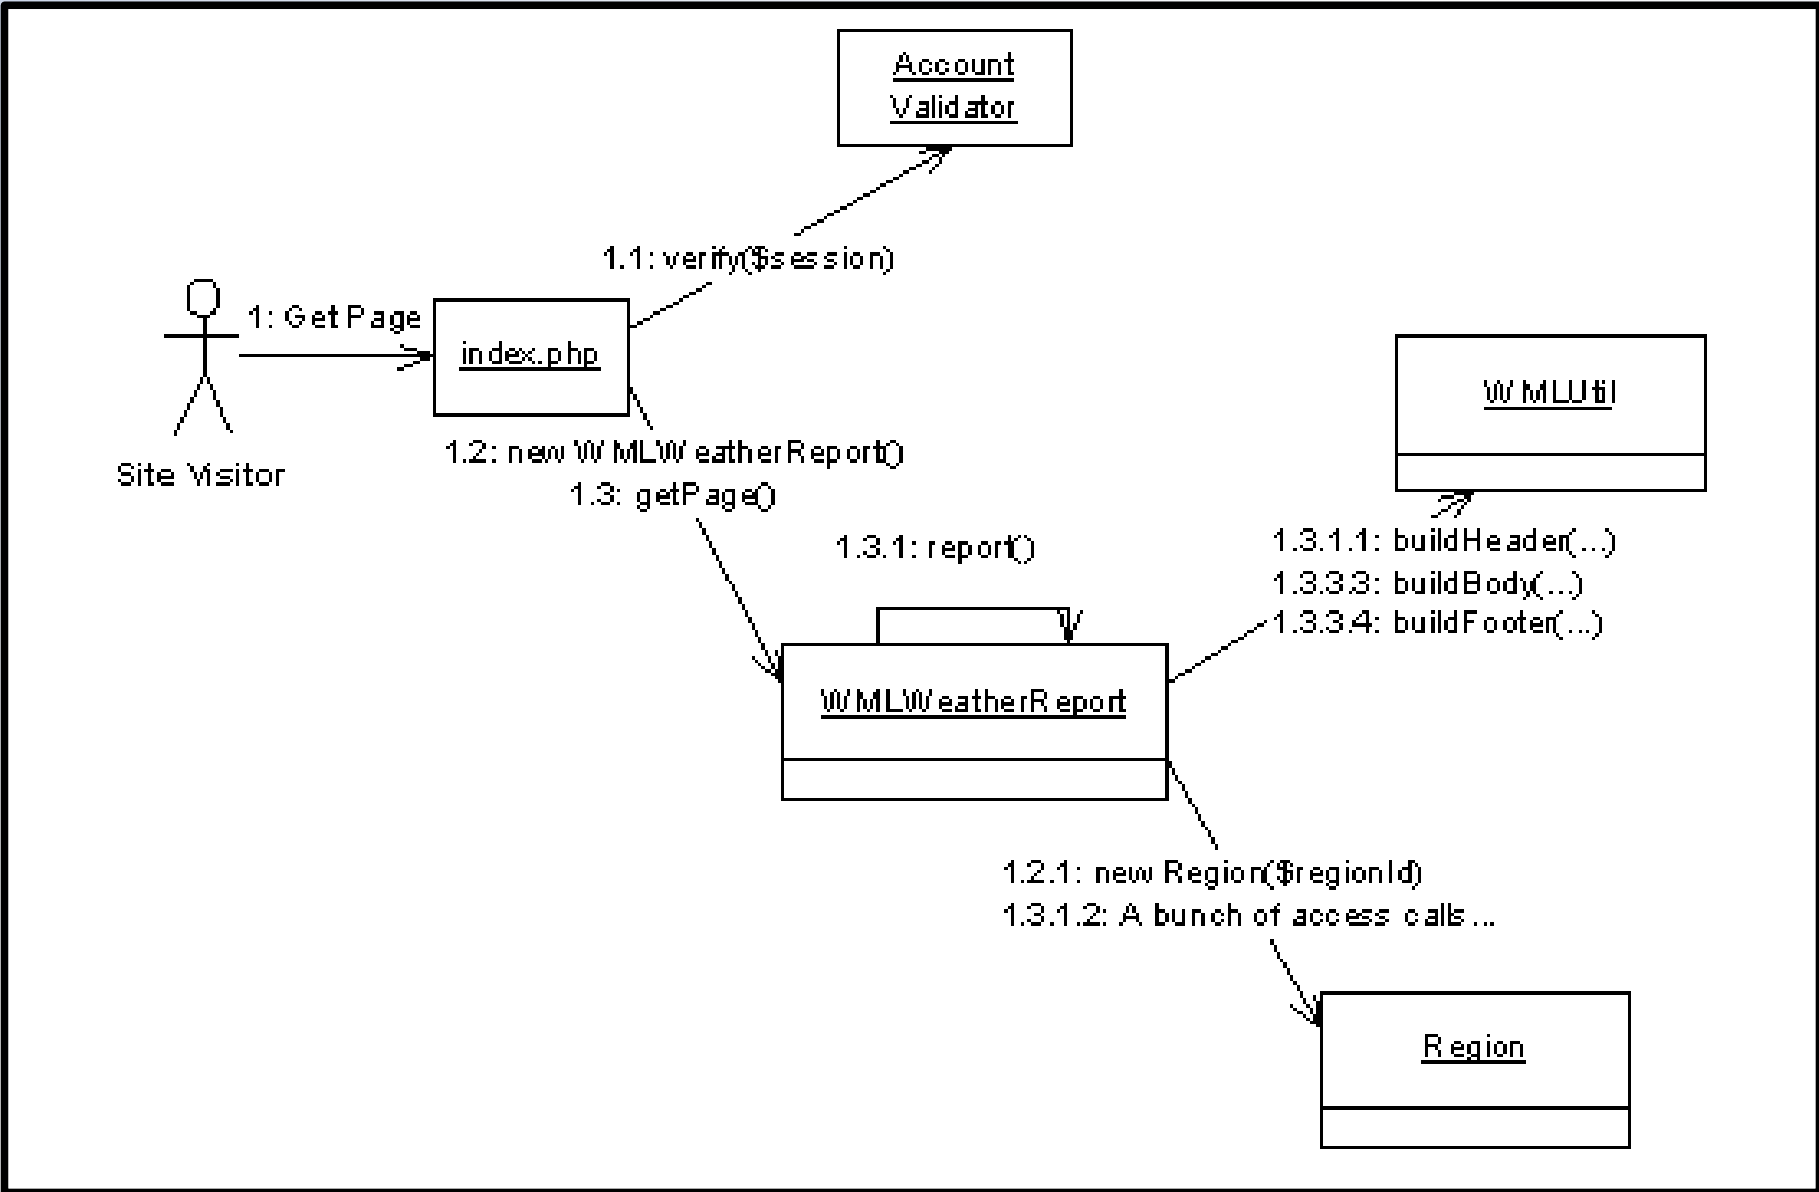 Account
Validator
1.1: verify($session)
1: Get Page
index.php
Site Visitor
1.2: new WMLWeatherReport()
1.3: getPage()
WMLUtil
1.3.1: report()
1.3.1.1: buildHeader(...)
1.3.3.3: buildBody(...)
1.3.3.4: buildFooter(...)
WMLWeatherReport
1.2.1: new Region($regionId)
1.3.1.2: A bunch of access calls...
Region